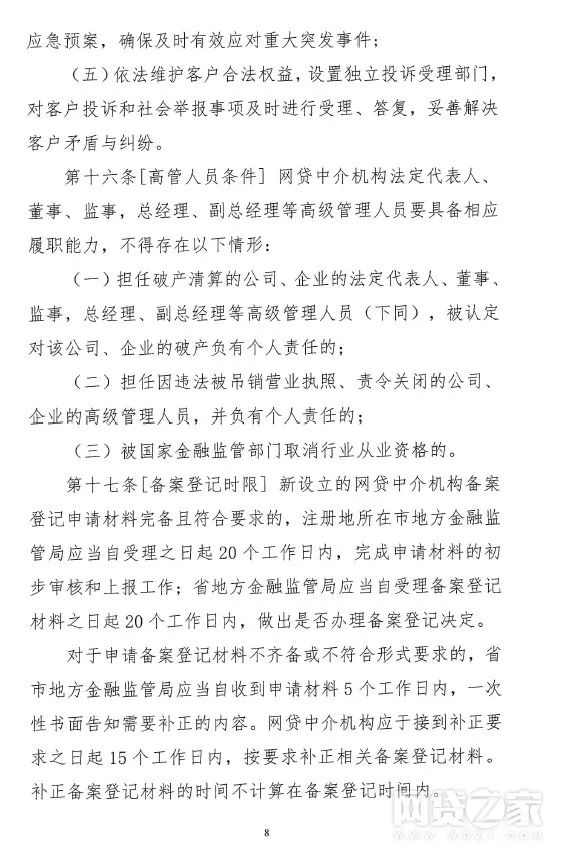 应急预案，确保及时有效应对重大突发事件；
（五）依法维护客户合法权益，设置独立投诉受理部门，
对客户投诉和社会举报事项及时进行受理、答复，妥善解决
客户矛盾与纠纷。
第十六条[高管人员条件] 网贷中介机构法定代表人、
董事、监事，总经理、副总经理等高级管理人员要具备相应
履职能力，不得存在以下情形：
（一）担任破产清算的公司、企业的法定代表人、董事、
监事，总经理、副总经理等高级管理人员（下同），被认定
对该公司、企业的破产负有个人责任的；
（二）担任因违法被吊销营业执照、责令关闭的公司、
企业的高级管理人员，并负有个人责任的；
（三）被国家金融监管部门取消行业从业资格的。
第十七条[备案登记时限] 新设立的网贷中介机构备案
登记申请材料完备且符合要求的，注册地所在市地方金融监
管局应当自受理之日起 20 个工作日内，完成申请材料的初
步审核和上报工作；省地方金融监管局应当自受理备案登记
材料之日起 20 个工作日内，做出是否办理备案登记决定。
对于申请备案登记材料不齐备或不符合形式要求的，省
市地方金融监管局应当自收到申请材料 5 个工作日内，一次
性书面告知需要补正的内容。网贷中介机构应于接到补正要
求之日起 15 个工作日内，按要求补正相关备案登记材料。
补正备案登记材料的时间不计算在备案登记时间内。
8
网贷之家
WWW.WDZJ.COM